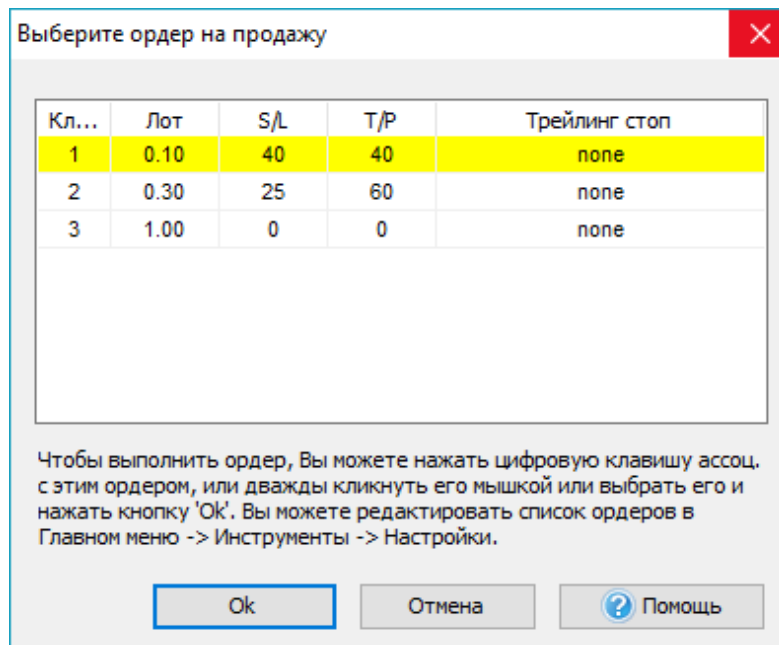 Выберите ордер на продажу
Кл... Лот S/L T/P Трейлинг стоп
1 0.10 40 40 none
2 0.30 25 60 none
3 1.00 0 0 none
Чтобы выполнить ордер, Вы можете нажать цифровую клавишу ассоц.
с этим ордером, или дважды кликнуть его мышкой или выбрать его и
нажать кнопку 'Ok'. Вы можете редактировать список ордеров в
Главном меню -> Инструменты -> Настройки.
Ok Отмена Помощь